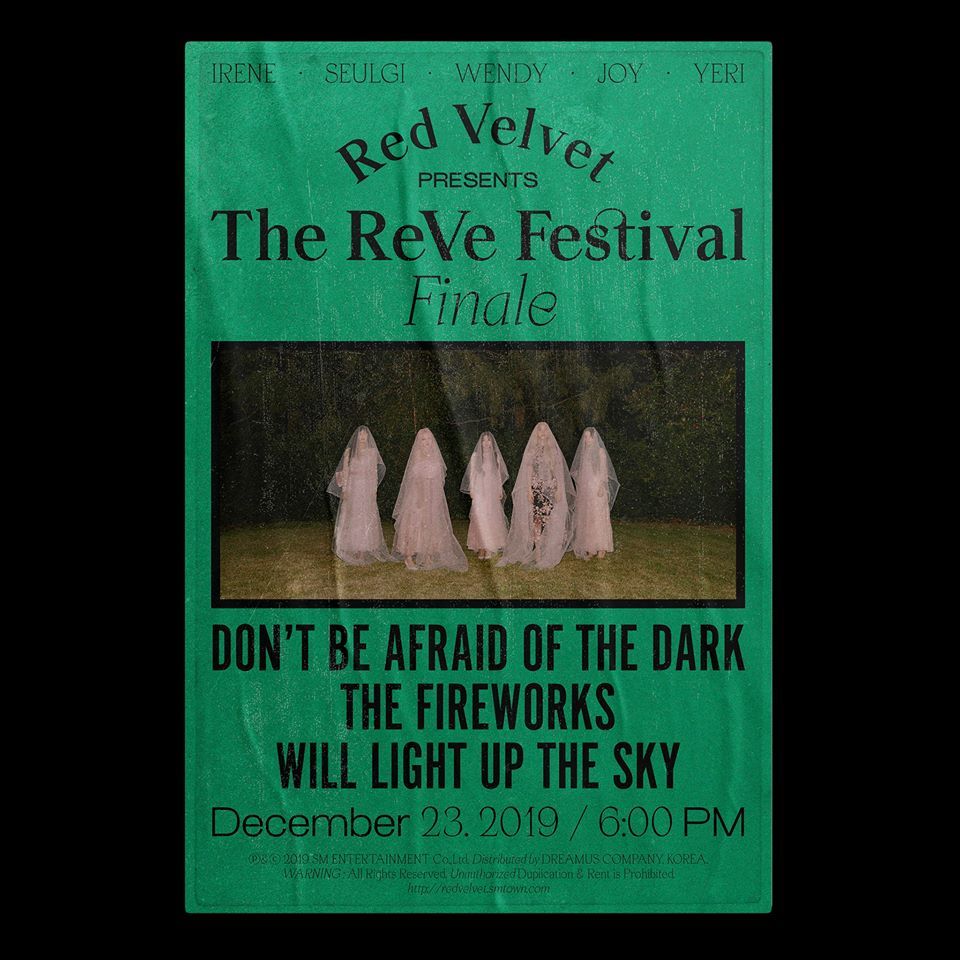 IRENE · SEULGI · WENDY · JOY · YERI
Red Velvet
PRESENTS
The ReVe Festival
Finale
DON'T BE AFRAID OF THE DARK
THE FIREWORKS
WILL LIGHT UP THE SKY
December 23. 2019 / 6:00 PM
℗& © 2019 SM ENTERTAINMENT Co.,Ltd. Distributed by DREAMUS COMPANY. KOREA.
WARNING · All Rights Reserved. Unauthorized Duplication & Rent is Prohibited.
http://redvelvet.smtown.com